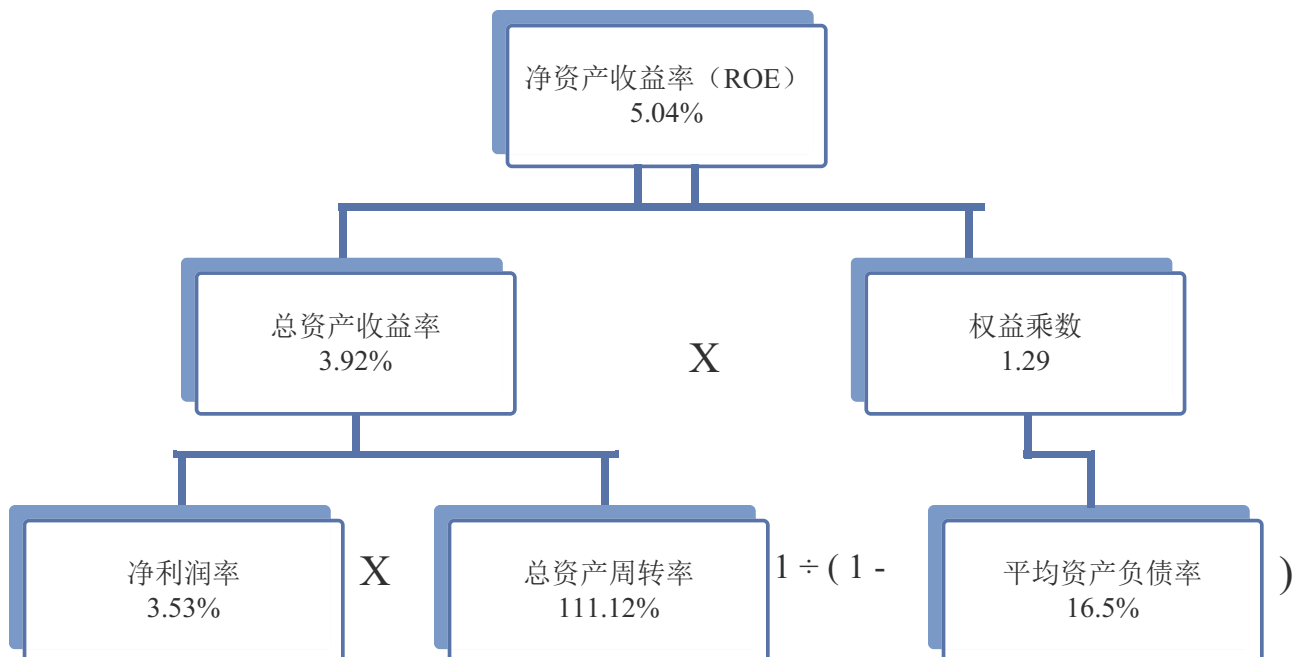 净资产收益率（ROE）
5.04%
总资产收益率
3.92%
X
权益乘数
1.29
净利润率
3.53%
X
总资产周转率
111.12%
1 ÷ ( 1 -
平均资产负债率
16.5%
)